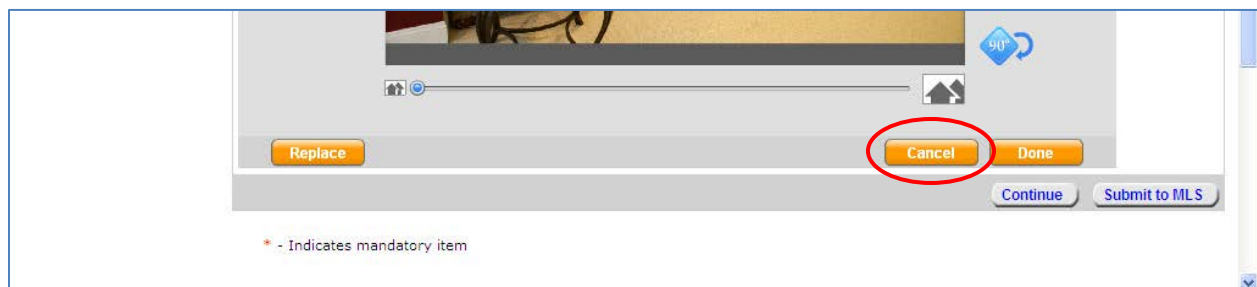 90°
Replace
Cancel
Done
Continue
Submit to MLS
* - Indicates mandatory item